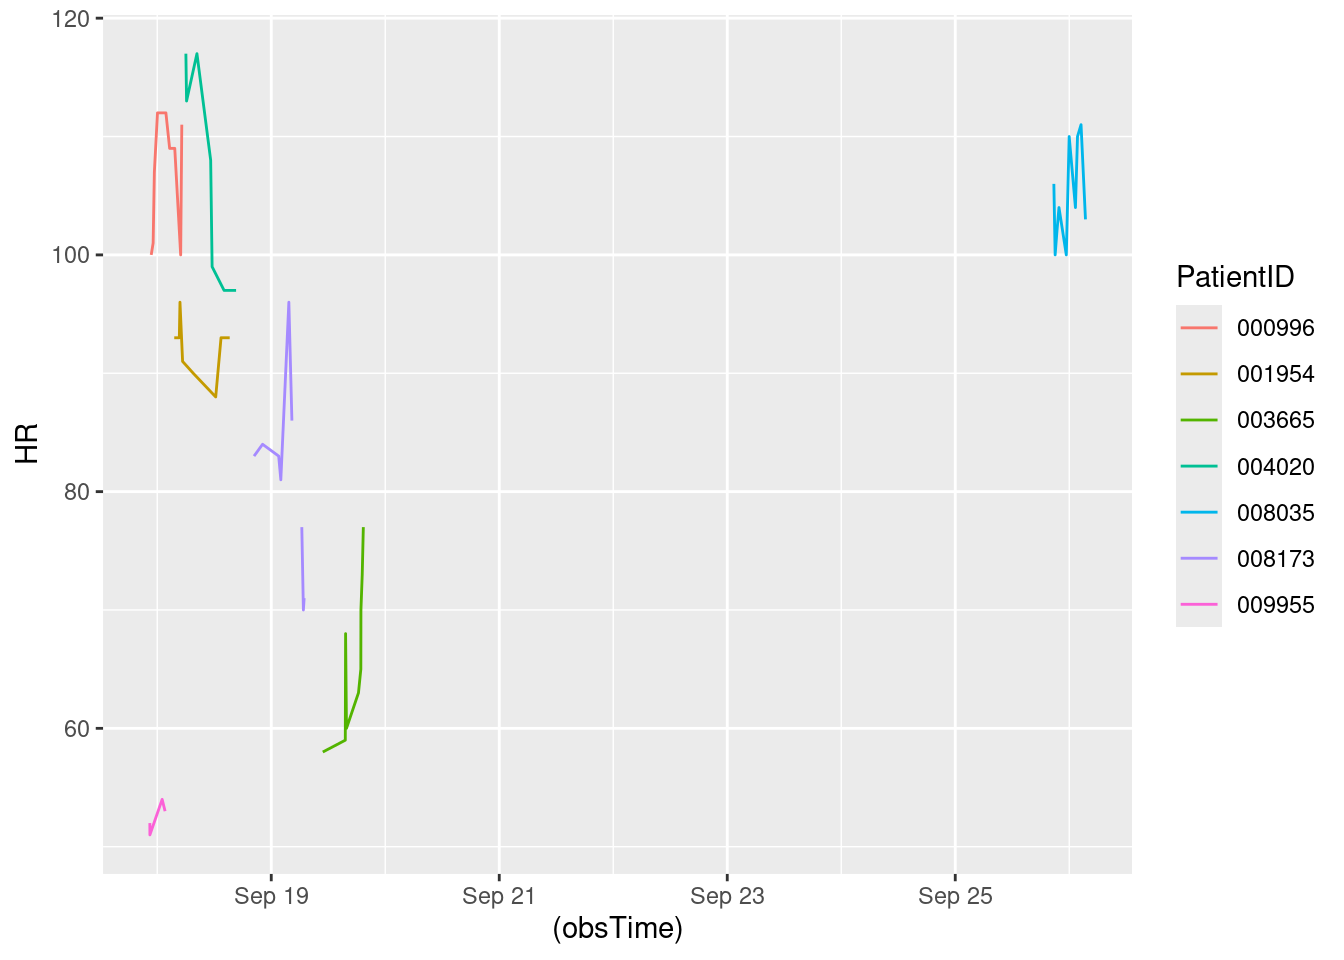 120
100
80
60
HR
Sep 19
Sep 21
Sep 23
Sep 25
(obsTime)
PatientID
000996
001954
003665
004020
008035
008173
009955